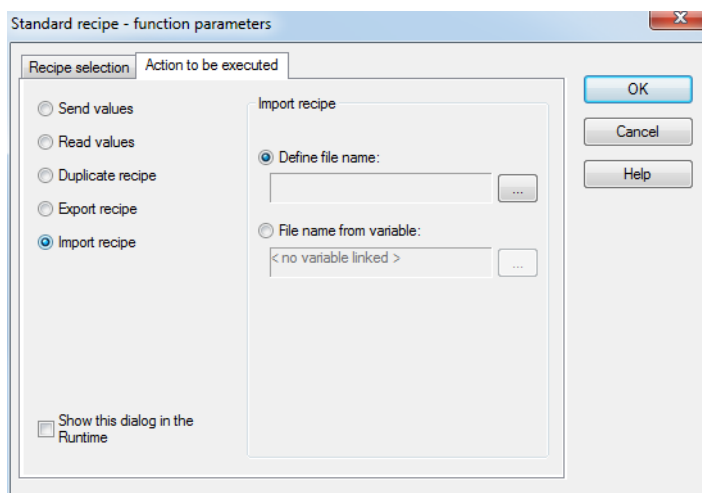 Standard recipe - function parameters
Recipe selection
Action to be executed
Send values
Read values
Duplicate recipe
Export recipe
Import recipe
Show this dialog in the
Runtime
Import recipe
Define file name:
...
File name from variable:
< no variable linked >
...
OK
Cancel
Help